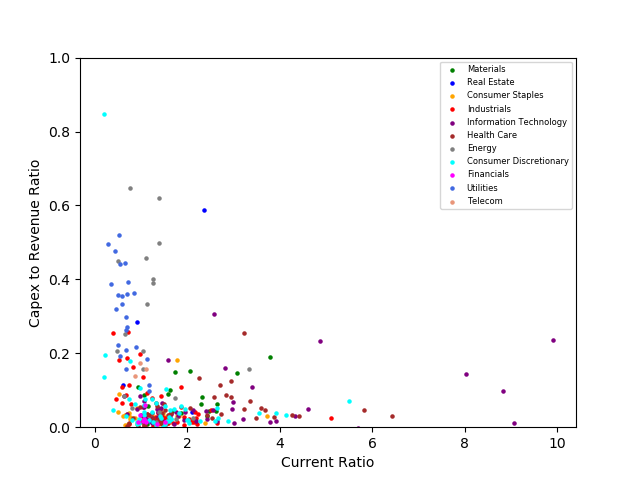 1.0
0.8
0.6
0.4
0.2
0.0
Capex to Revenue Ratio
Materials
Real Estate
Consumer Staples
Industrials
Information Technology
Health Care
Energy
Consumer Discretionary
Financials
Utilities
Telecom
0 2 4 6 8 10
Current Ratio